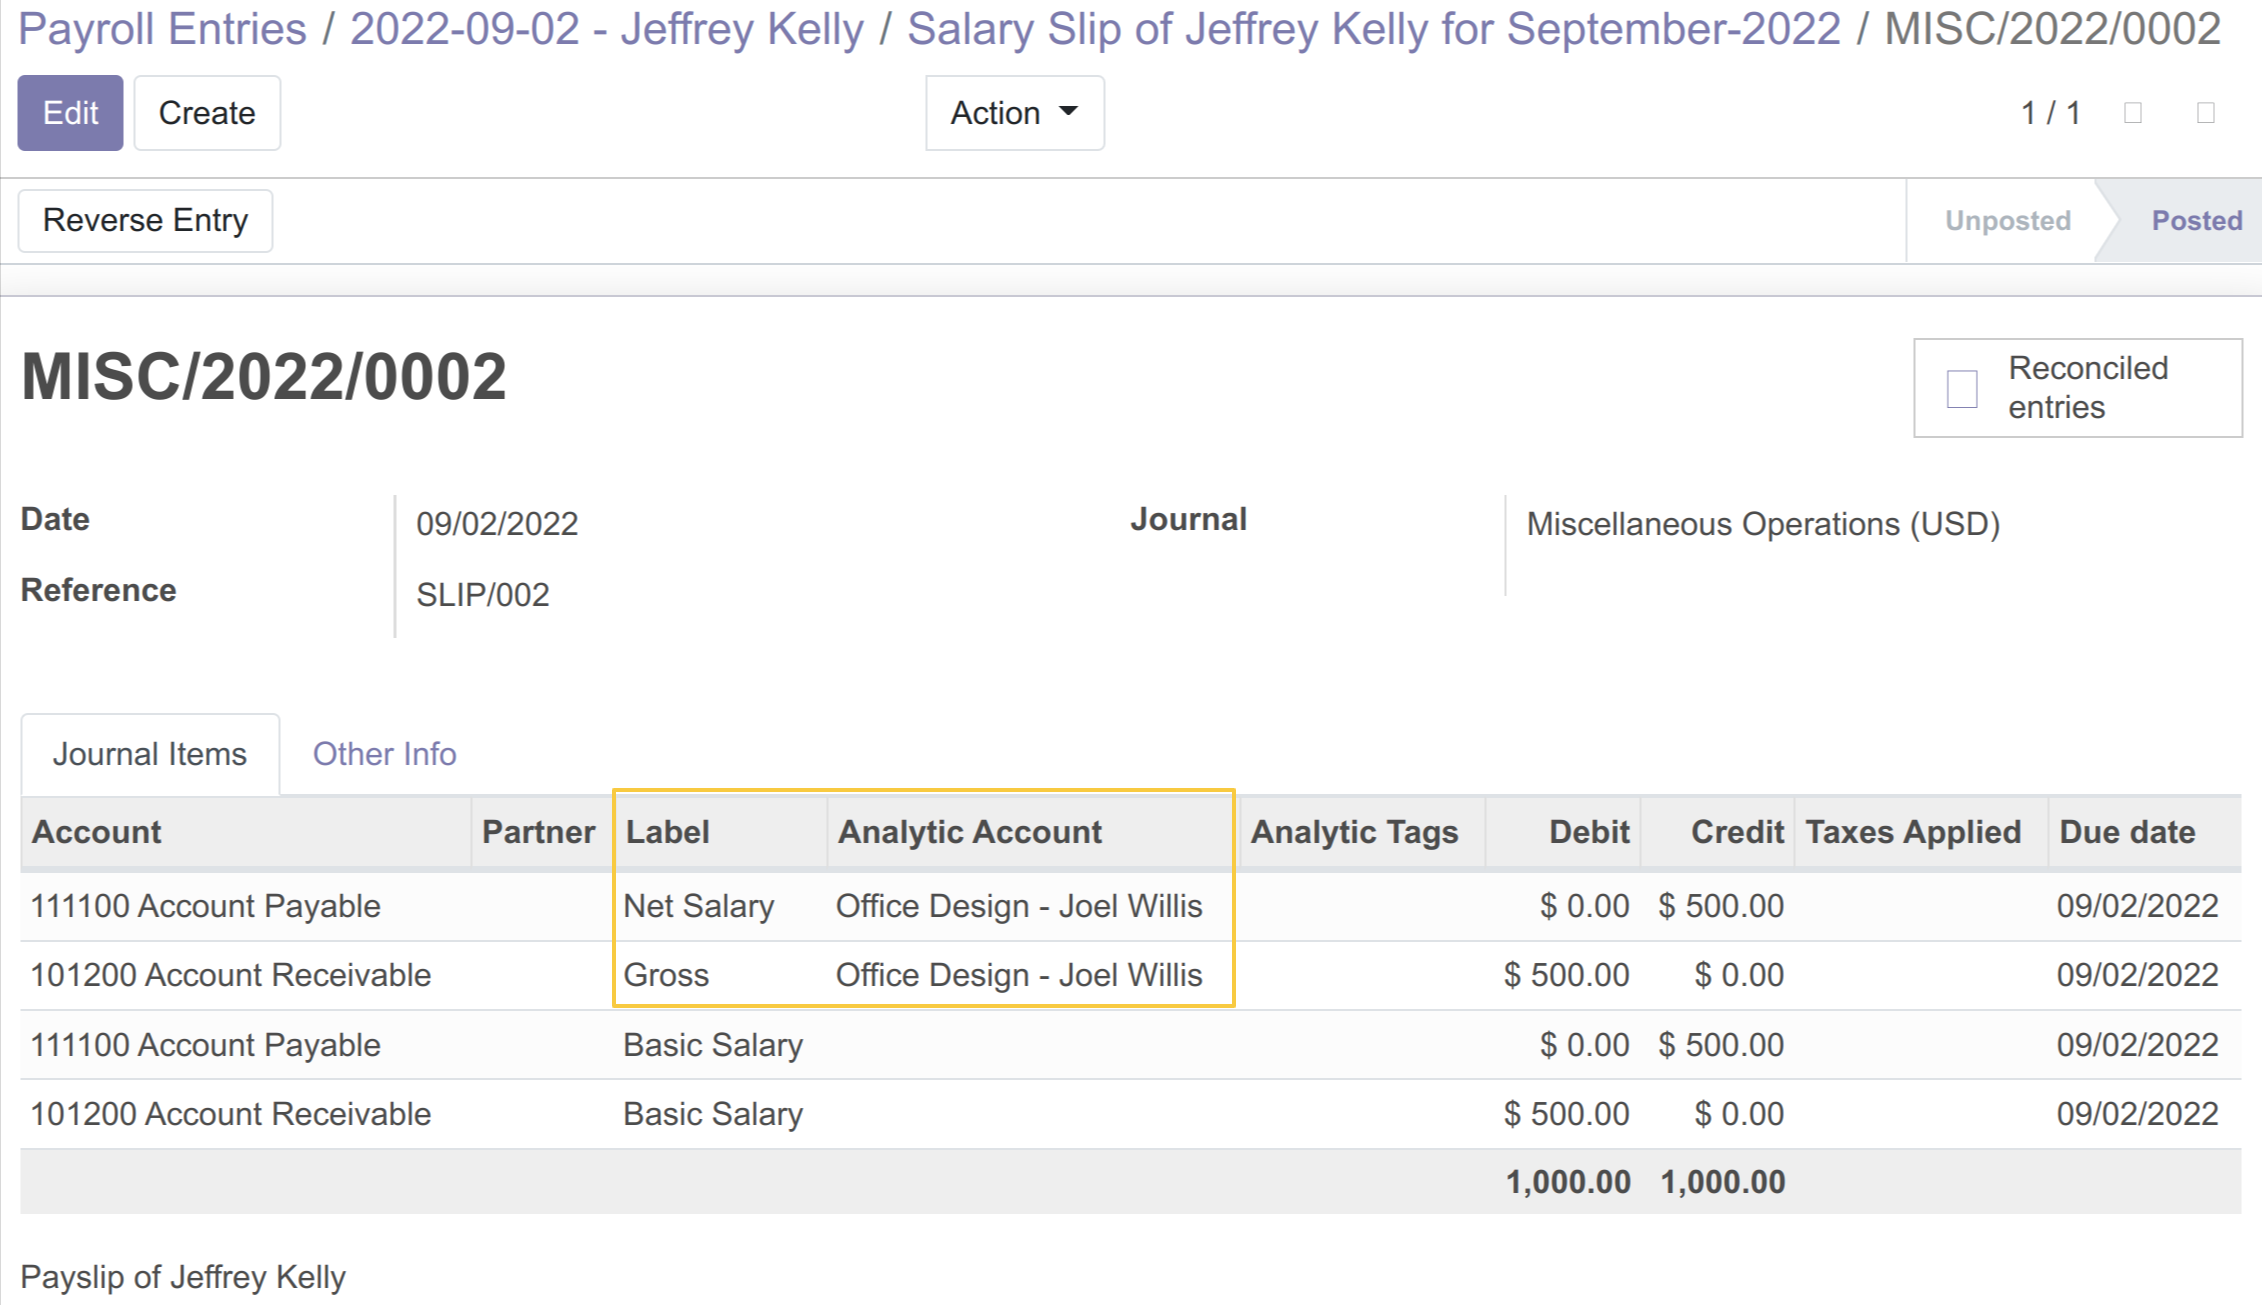 Payroll Entries / 2022-09-02 - Jeffrey Kelly / Salary Slip of Jeffrey Kelly for September-2022 / MISC/2022/0002
Edit Create Action 1 / 1
Reverse Entry Unposted Posted
MISC/2022/0002
Reconciled
entries
Date 09/02/2022 Journal Miscellaneous Operations (USD)
Reference SLIP/002
Journal Items Other Info
Account Partner Label Analytic Account Analytic Tags Debit Credit Taxes Applied Due date
111100 Account Payable Net Salary Office Design - Joel Willis $ 0.00 $ 500.00 09/02/2022
101200 Account Receivable Gross Office Design - Joel Willis $ 500.00 $ 0.00 09/02/2022
111100 Account Payable Basic Salary $ 0.00 $ 500.00 09/02/2022
101200 Account Receivable Basic Salary $ 500.00 $ 0.00 09/02/2022
1,000.00 1,000.00
Payslip of Jeffrey Kelly